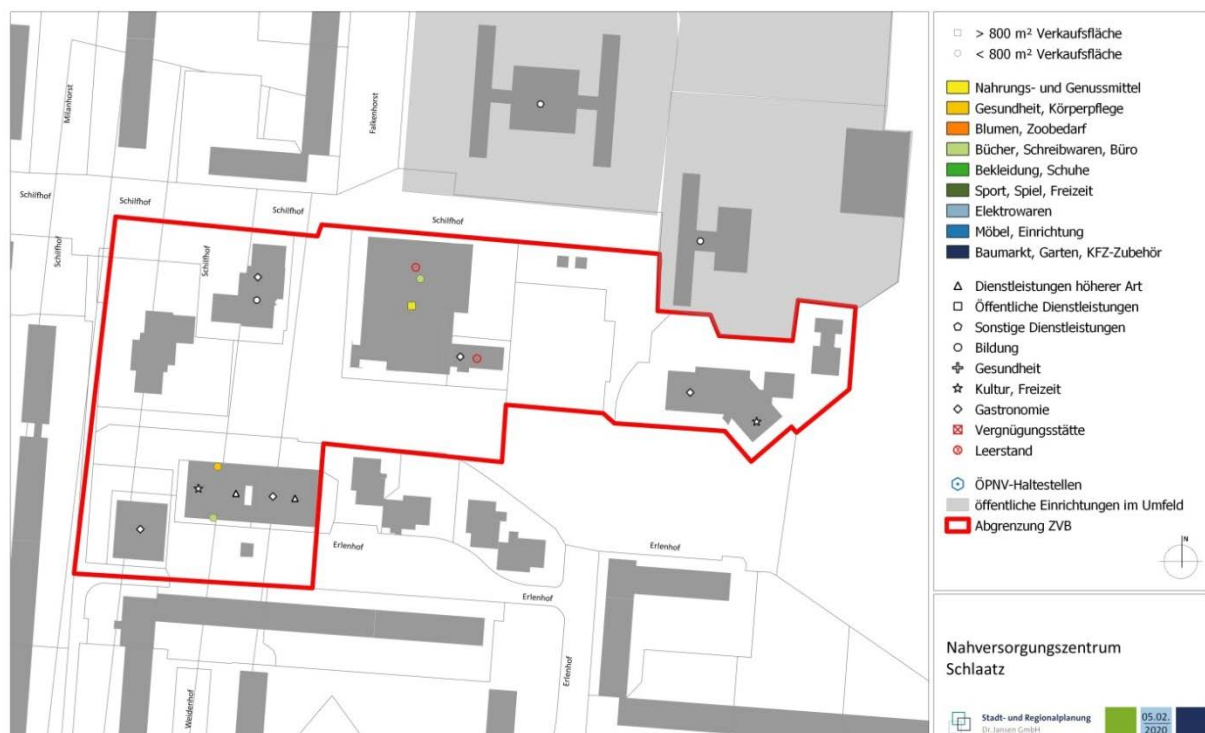 Milanhorst
Falkenhorst
Schilfhof
Schilfhof
Schilfhof
Schilfhof
Schilfhof
Schilfhof
Schilfhof
Erlenhof
Erlenhof
Erlenhof
Erlenhof
Weidenhof
> 800 m² Verkaufsfläche
< 800 m² Verkaufsfläche
Nahrungs- und Genussmittel
Gesundheit, Körperpflege
Blumen, Zoobedarf
Bücher, Schreibwaren, Büro
Bekleidung, Schuhe
Sport, Spiel, Freizeit
Elektrowaren
Möbel, Einrichtung
Baumarkt, Garten, KFZ-Zubehör
Dienstleistungen höherer Art
Öffentliche Dienstleistungen
Sonstige Dienstleistungen
Bildung
Gesundheit
Kultur, Freizeit
Gastronomie
Vergnügungsstätte
Leerstand
ÖPNV-Haltestellen
öffentliche Einrichtungen im Umfeld
Abgrenzung ZVB
N
Nahversorgungszentrum
Schlaatz
Stadt- und Regionalplanung
Dr. Jansen GmbH
05.02.
2020